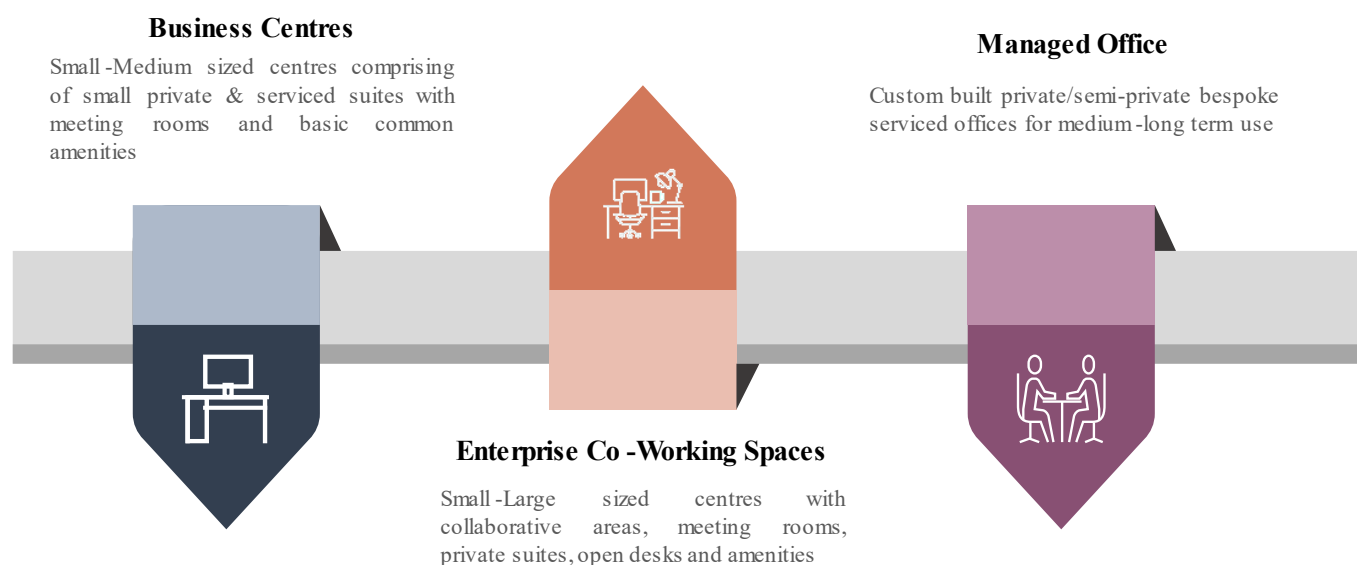 Business Centres
Small-Medium sized centres comprising
of small private & serviced suites with
meeting rooms and basic common
amenities
Enterprise Co-Working Spaces
Small-Large sized centres with
collaborative areas, meeting rooms,
private suites, open desks and amenities
Managed Office
Custom built private/semi-private bespoke
serviced offices for medium-long term use